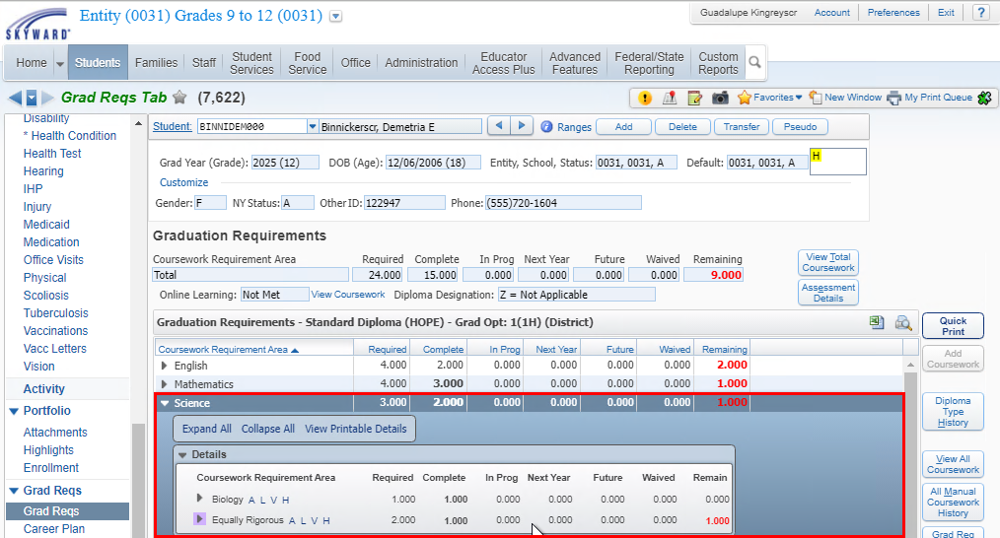 Entity (0031) Grades 9 to 12 (0031)
Guadalupe Kingreyscr Account Preferences Exit ?
SKYWARD
Home Students Families Staff Student Services Food Service Office Administration Educator Access Plus Advanced Features Federal/State Reporting Custom Reports
Grad Reqs Tab (7,622)
Favorites New Window My Print Queue
Disability
* Health Condition
Health Test
Hearing
IHP
Injury
Medicaid
Medication
Office Visits
Physical
Scoliosis
Tuberculosis
Vaccinations
Vacc Letters
Vision
Activity
Portfolio
Attachments
Highlights
Enrollment
Grad Reqs
Grad Reqs
Career Plan
Student: BINNIDEM000 Binnickerscr, Demetria E Ranges Add Delete Transfer Pseudo
Grad Year (Grade): 2025 (12) DOB (Age): 12/06/2006 (18) Entity, School, Status: 0031, 0031, A Default: 0031, 0031, A H
Customize
Gender: F NY Status: A Other ID: 122947 Phone: (555)720-1604
Graduation Requirements
Coursework Requirement Area Required Complete In Prog Next Year Future Waived Remaining
Total 24.000 15.000 0.000 0.000 0.000 0.000 9.000
Online Learning: Not Met View Coursework Diploma Designation: Z = Not Applicable
View Total
Coursework
Assessment
Details
Graduation Requirements - Standard Diploma (HOPE) - Grad Opt: 1(1H) (District)
Coursework Requirement Area Required Complete In Prog Next Year Future Waived Remaining
English 4.000 2.000 0.000 0.000 0.000 0.000 2.000
Mathematics 4.000 3.000 0.000 0.000 0.000 0.000 1.000
Science 3.000 2.000 0.000 0.000 0.000 0.000 1.000
Expand All Collapse All View Printable Details
Details
Coursework Requirement Area Required Complete In Prog Next Year Future Waived Remain
Biology A L V H 1.000 1.000 0.000 0.000 0.000 0.000 0.000
Equally Rigorous A L V H 2.000 1.000 0.000 0.000 0.000 0.000 1.000
Quick
Print
Add
Coursework
Diploma
Type
History
View All
Coursework
All Manual
Coursework
History
Grad Req